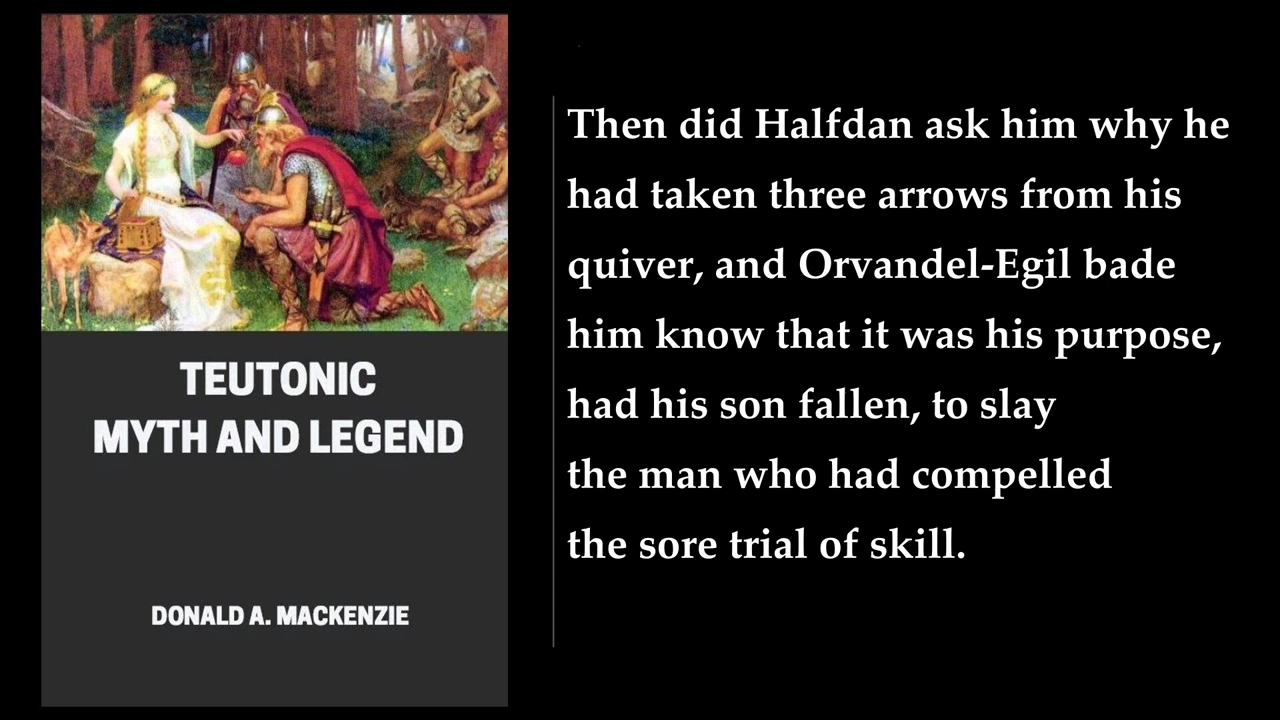 TEUTONIC
MYTH AND LEGEND
DONALD A. MACKENZIE
Then did Halfdan ask him why he
had taken three arrows from his
quiver, and Orvandel-Egil bade
him know that it was his purpose,
had his son fallen, to slay
the man who had compelled
the sore trial of skill.